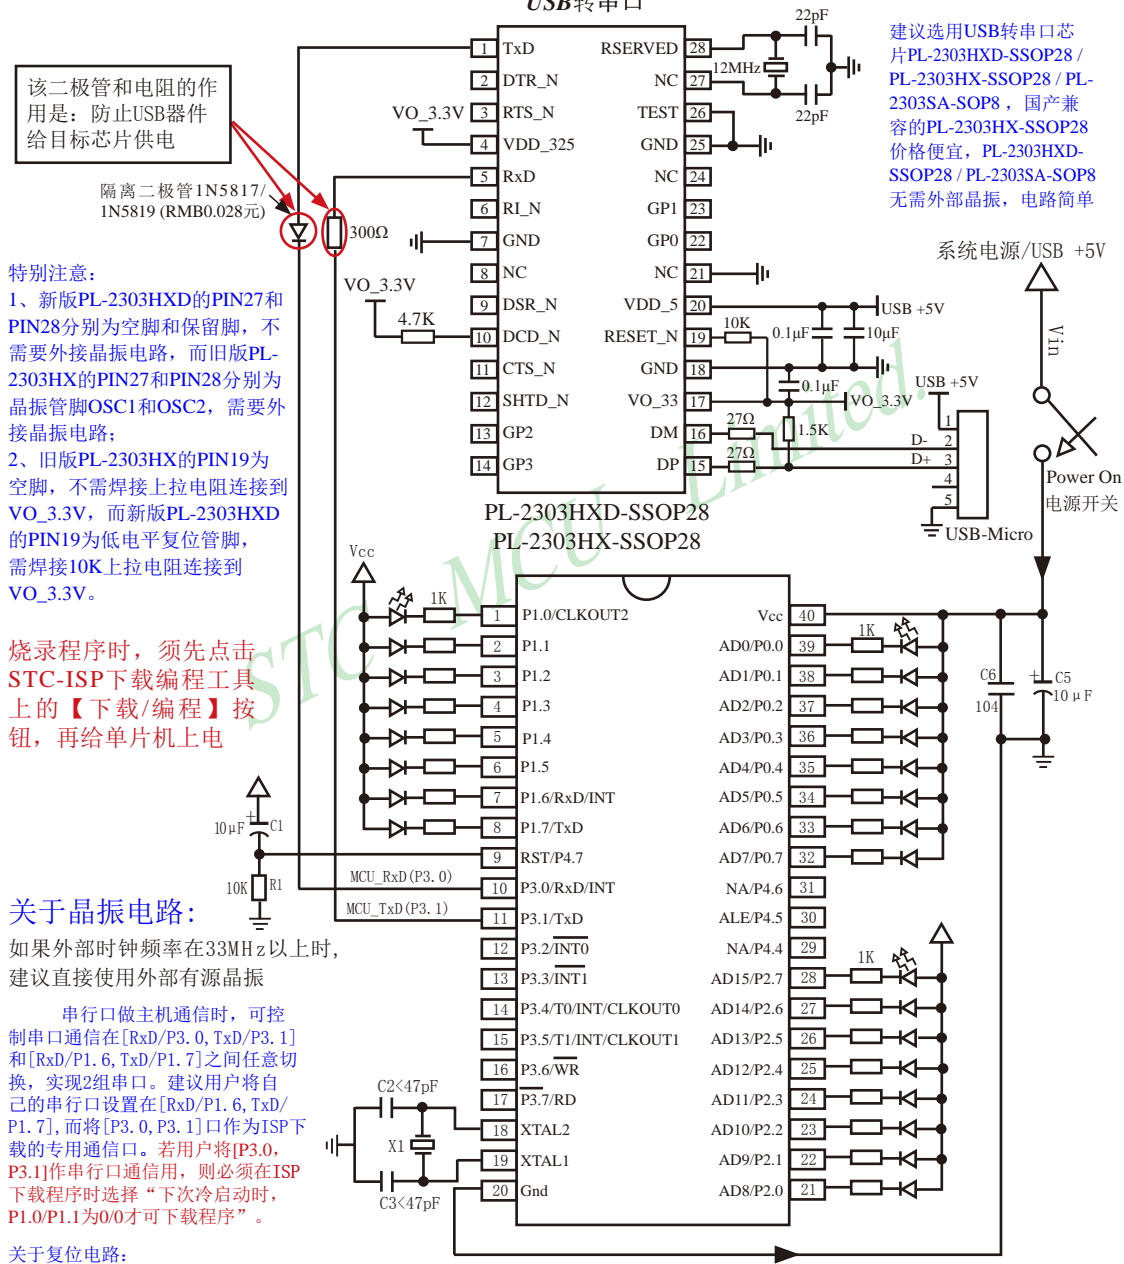 USB转串口
22pF
建议选用USB转串口芯
片PL-2303HXD-SSOP28 /
PL-2303HX-SSOP28 / PL-
2303SA-SOP8 ，国产兼
容的PL-2303HX-SSOP28
价格便宜，PL-2303HXD-
SSOP28 / PL-2303SA-SOP8
无需外部晶振，电路简单
12MHz
22pF
该二极管和电阻的作
用是：防止USB器件
给目标芯片供电
隔离二极管1N5817/
1N5819 (RMB0.028元)
300Ω
VO_3.3V
VO_3.3V
4.7K
1 TxD
2 DTR_N
3 RTS_N
4 VDD_325
5 RxD
6 RI_N
7 GND
8 NC
9 DSR_N
10 DCD_N
11 CTS_N
12 SHTD_N
13 GP2
14 GP3
RSERVED 28
NC 27
TEST 26
GND 25
NC 24
GP1 23
GP0 22
NC 21
VDD_5 20
RESET_N 19
GND 18
VO_33 17
DM 16
DP 15
USB +5V
10K
0.1μF
10μF
0.1μF
VO_3.3V
1.5K
27Ω
27Ω
USB +5V
1
D- 2
D+ 3
4
5
USB-Micro
系统电源/USB +5V
Vin
Power On
电源开关
PL-2303HXD-SSOP28
PL-2303HX-SSOP28
STC MCU Limited.
特别注意：
1、新版PL-2303HXD的PIN27和
PIN28分别为空脚和保留脚，不
需要外接晶振电路，而旧版PL-
2303HX的PIN27和PIN28分别为
晶振管脚OSC1和OSC2，需要外
接晶振电路；
2、旧版PL-2303HX的PIN19为
空脚，不需焊接上拉电阻连接到
VO_3.3V，而新版PL-2303HXD
的PIN19为低电平复位管脚，
需焊接10K上拉电阻连接到
VO_3.3V。
烧录程序时，须先点击
STC-ISP下载编程工具
上的【下载/编程】按
钮，再给单片机上电
Vcc
1K
1 P1.0/CLKOUT2
2 P1.1
3 P1.2
4 P1.3
5 P1.4
6 P1.5
7 P1.6/RxD/INT
8 P1.7/TxD
9 RST/P4.7
10 P3.0/RxD/INT
11 P3.1/TxD
12 P3.2/INT0
13 P3.3/INT1
14 P3.4/T0/INT/CLKOUT0
15 P3.5/T1/INT/CLKOUT1
16 P3.6/WR
17 P3.7/RD
18 XTAL2
19 XTAL1
20 Gnd
Vcc 40
AD0/P0.0 39
AD1/P0.1 38
AD2/P0.2 37
AD3/P0.3 36
AD4/P0.4 35
AD5/P0.5 34
AD6/P0.6 33
AD7/P0.7 32
NA/P4.6 31
ALE/P4.5 30
NA/P4.4 29
AD15/P2.7 28
AD14/P2.6 27
AD13/P2.5 26
AD12/P2.4 25
AD11/P2.3 24
AD10/P2.2 23
AD9/P2.1 22
AD8/P2.0 21
1K
1K
C6
104
+ C5
10μF
10μF + C1
10K R1
MCU_RxD(P3.0)
MCU_TxD(P3.1)
C2<47pF
X1
C3<47pF
关于晶振电路：
如果外部时钟频率在33MHz以上时，
建议直接使用外部有源晶振
串行口做主机通信时，可控
制串口通信在[RxD/P3.0,TxD/P3.1]
和[RxD/P1.6,TxD/P1.7]之间任意切
换，实现2组串口。建议用户将自
己的串行口设置在[RxD/P1.6,TxD/
P1.7],而将[P3.0,P3.1]口作为ISP下
载的专用通信口。若用户将[P3.0，
P3.1]作串行口通信用，则必须在ISP
下载程序时选择“下次冷启动时，
P1.0/P1.1为0/0才可下载程序”。
关于复位电路：